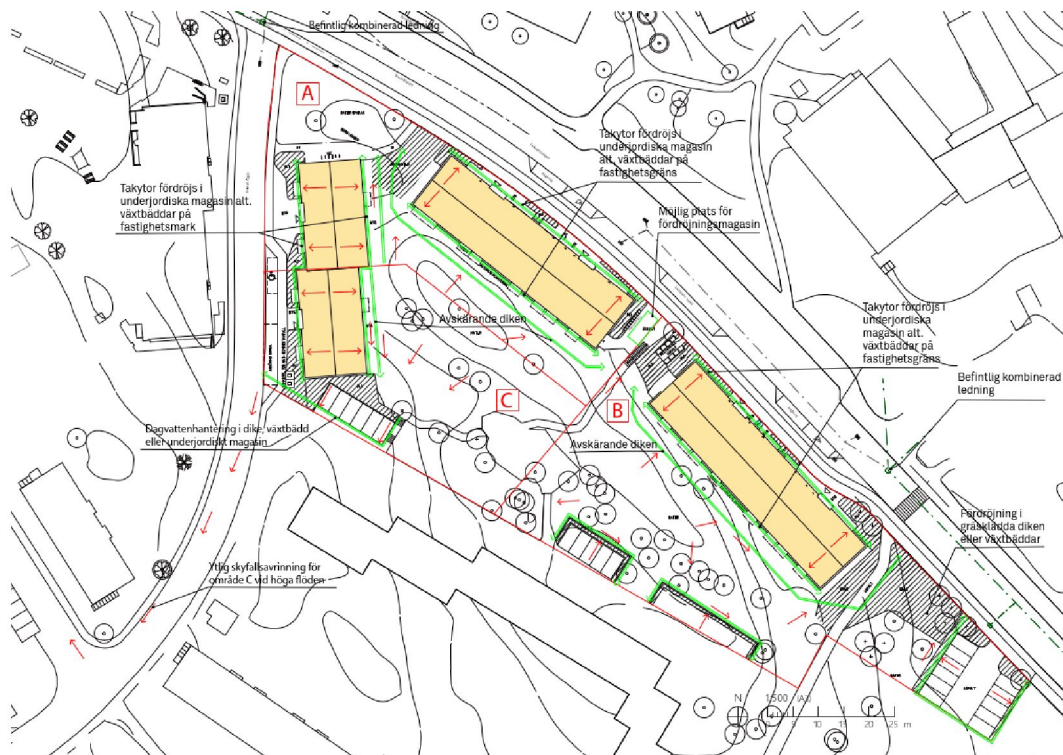 Befintlig kombinerad ledning
A
Takytor fördröjs i
underjordiska magasin
alt. växtbäddar på
fastighetsgräns
Takytor fördröjs i
underjordiska magasin alt.
växtbäddar på
fastighetsmark
Möjlig plats för
fördröjningsmagasin
Takytor fördröjs i
underjordiska
magasin alt.
växtbäddar på
fastighetsgräns
Avskärande diken
Befintlig kombinerad
ledning
C
B
Dagvattenhantering i dike, växtbädd
eller underjordiskt magasin
Avskärande diken
Fördröjning i
gräsklädda diken
eller växtbäddar
Ytlig skyfallsavrinning för
område C vid höga flöden
N 1:500 (A3)
0 5 10 15 20 25 m